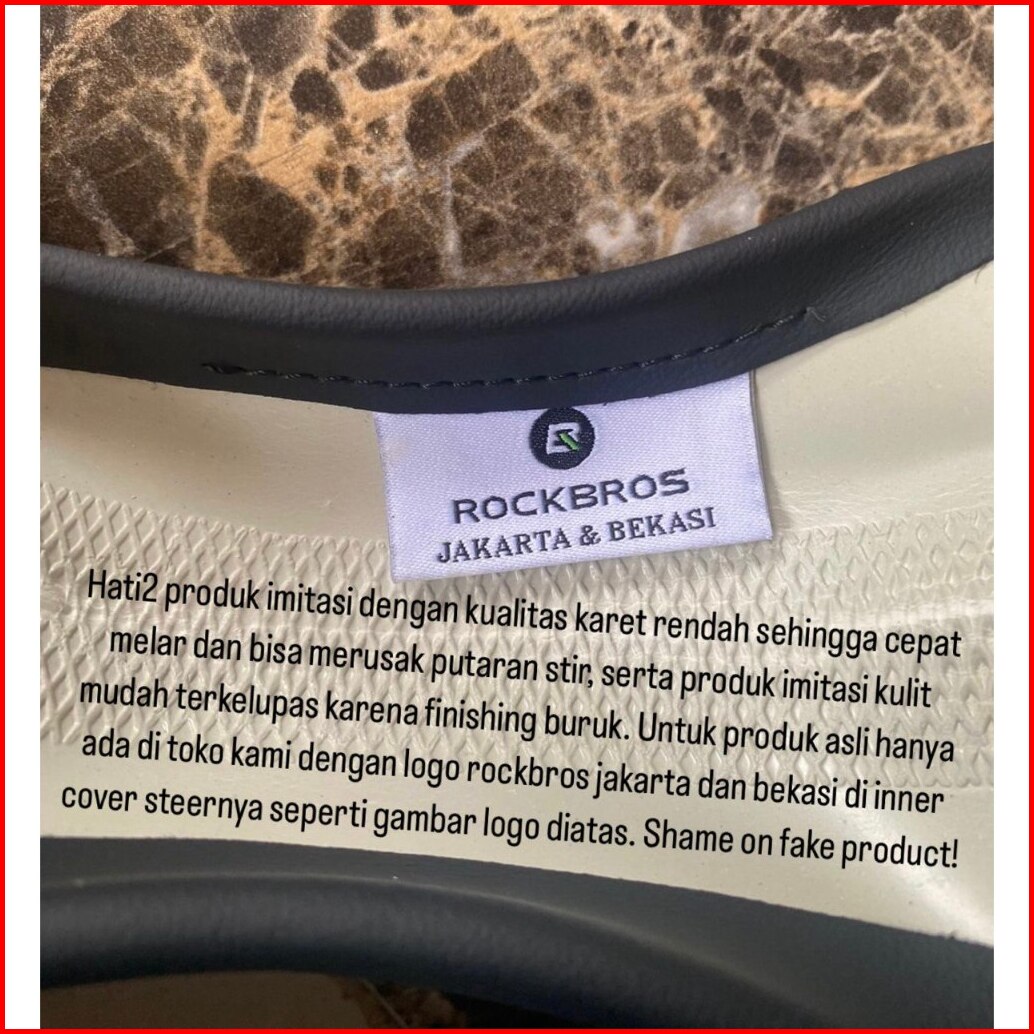 R
ROCKBROS
JAKARTA & BEKASI
Hati2 produk imitasi dengan kualitas karet rendah sehingga cepat
melar dan bisa merusak putaran stir, serta produk imitasi kulit
mudah terkelupas karena finishing buruk. Untuk produk asli hanya
ada di toko kami dengan logo rockbros jakarta dan bekasi di inner
cover steernya seperti gambar logo diatas. Shame on fake product!